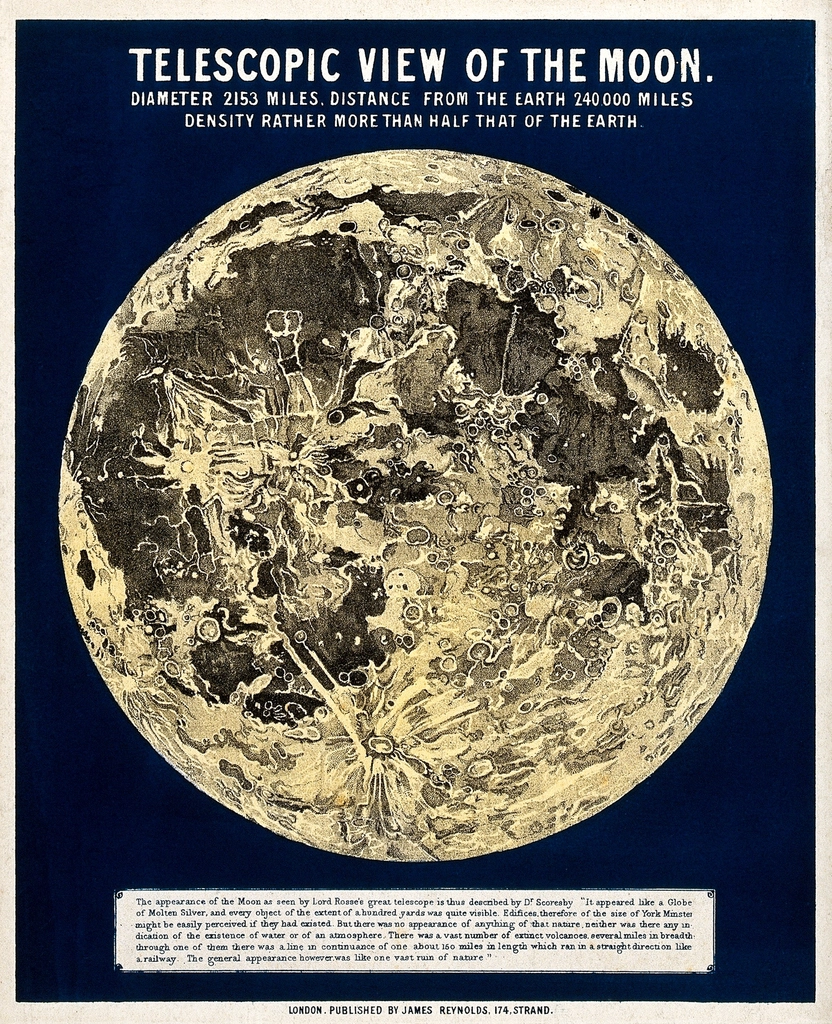 TELESCOPIC VIEW OF THE MOON.
DIAMETER 2153 MILES. DISTANCE FROM THE EARTH 240000 MILES
DENSITY RATHER MORE THAN HALF THAT OF THE EARTH.
The appearance of the Moon as seen by Lord Rosse's great telescope is thus described by Dr Scoresby "It appeared like a Globe
of Molten Silver, and every object of the extent of a hundred yards was quite visible. Edifices, therefore of the size of York Minster
might be easily perceived if they had existed. But there was no appearance of anything of that nature, neither was there any in-
dication of the existence of water or of an atmosphere. There was a vast number of extinct volcanoes, several miles in breadth:
through one of them there was a line in continuance of one about 150 miles in length which ran in a straight direction like
a railway. The general appearance however was like one vast ruin of nature."
LONDON. PUBLISHED BY JAMES REYNOLDS. 174. STRAND.